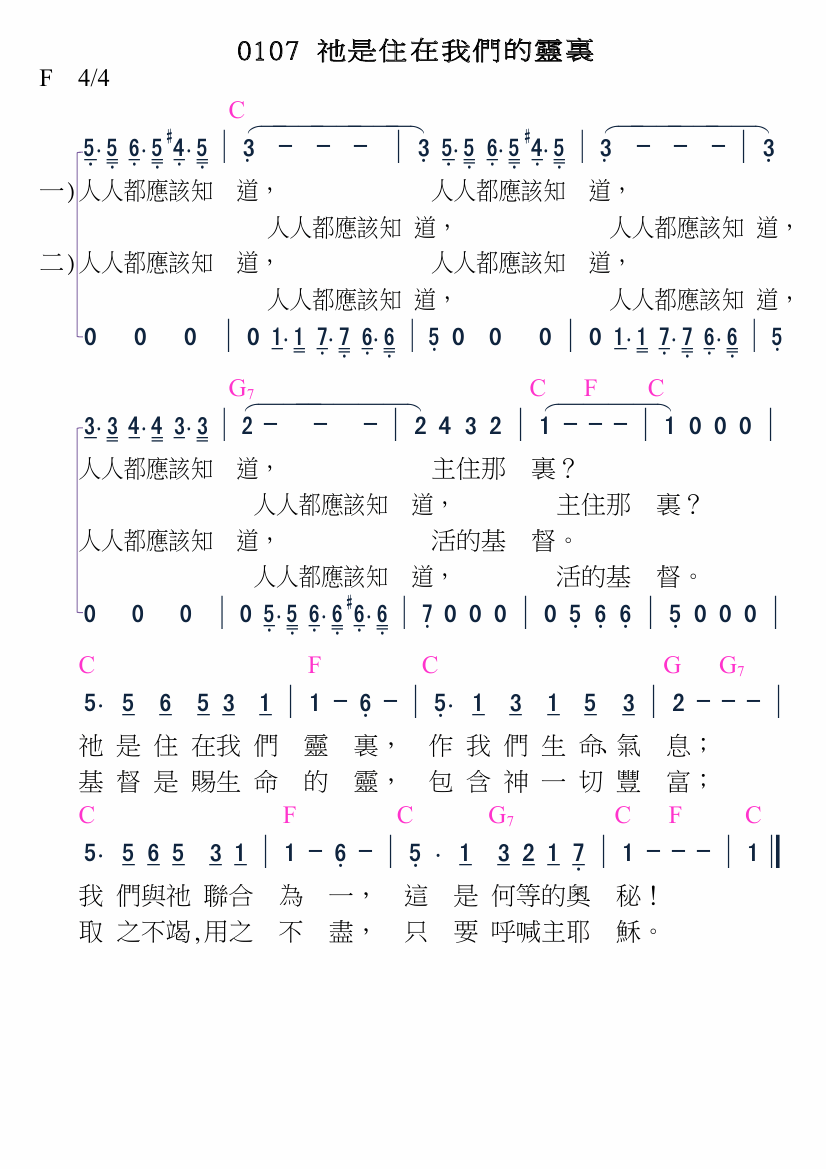 0107 祂是住在我們的靈裏
F 4/4
C
5· 5 6· 5 #4· 5 | 3 - - - | 3 5· 5 6· 5 #4· 5 | 3 - - - | 3
一)人人都應該知 道， 人人都應該知 道，
人人都應該知 道， 人人都應該知 道，
二)人人都應該知 道， 人人都應該知 道，
人人都應該知 道， 人人都應該知 道，
0 0 0 | 0 1· 1 7· 7 6· 6 | 5 0 0 0 | 0 1· 1 7· 7 6· 6 | 5
G7 C F C
3· 3 4· 4 3· 3 | 2 - - - | 2 4 3 2 | 1 - - - | 1 0 0 0 |
人人都應該知 道， 主住那 裏？
人人都應該知 道， 主住那 裏？
人人都應該知 道， 活的基 督。
人人都應該知 道， 活的基 督。
0 0 0 | 0 5· 5 6· 6 #6· 6 | 7 0 0 0 | 0 5 6 6 | 5 0 0 0 |
C F C G G7
5· 5 6 5 3 1 | 1 - 6 - | 5· 1 3 1 5 3 | 2 - - - |
祂 是 住 在我 們 靈 裏， 作 我 們 生 命、氣 息；
基 督 是 賜生 命 的 靈， 包 含 神 一 切 豐 富；
C F C G7 C F C
5· 5 6 5 3 1 | 1 - 6 - | 5 · 1 3 2 1 7 | 1 - - - | 1 ‖
我 們與祂 聯合 為 一， 這 是 何等的奧 秘！
取 之不竭,用之 不 盡， 只 要 呼喊主耶 穌。